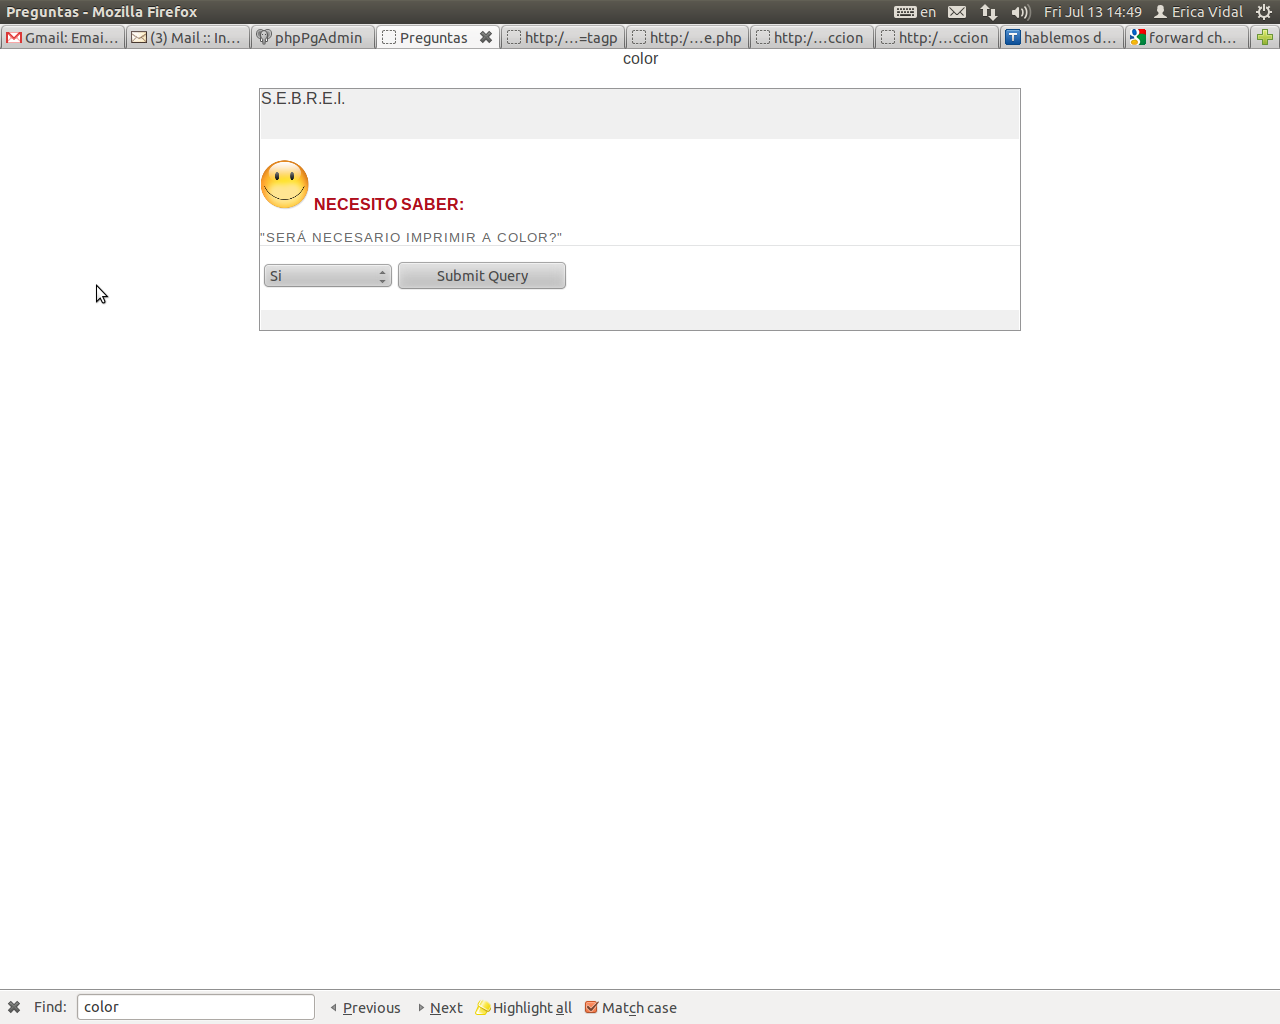 Preguntas - Mozilla Firefox
en
Fri Jul 13 14:49
Erica Vidal
Gmail: Emai...
(3) Mail :: In...
phpPgAdmin
Preguntas
http:/...=tagp
http:/...e.php
http:/...ccion
http:/...ccion
hablemos d...
forward ch...
color
S.E.B.R.E.I.
NECESITO SABER:
"SERÁ NECESARIO IMPRIMIR A COLOR?"
Si
Submit Query
Find:
color
Previous
Next
Highlight all
Match case